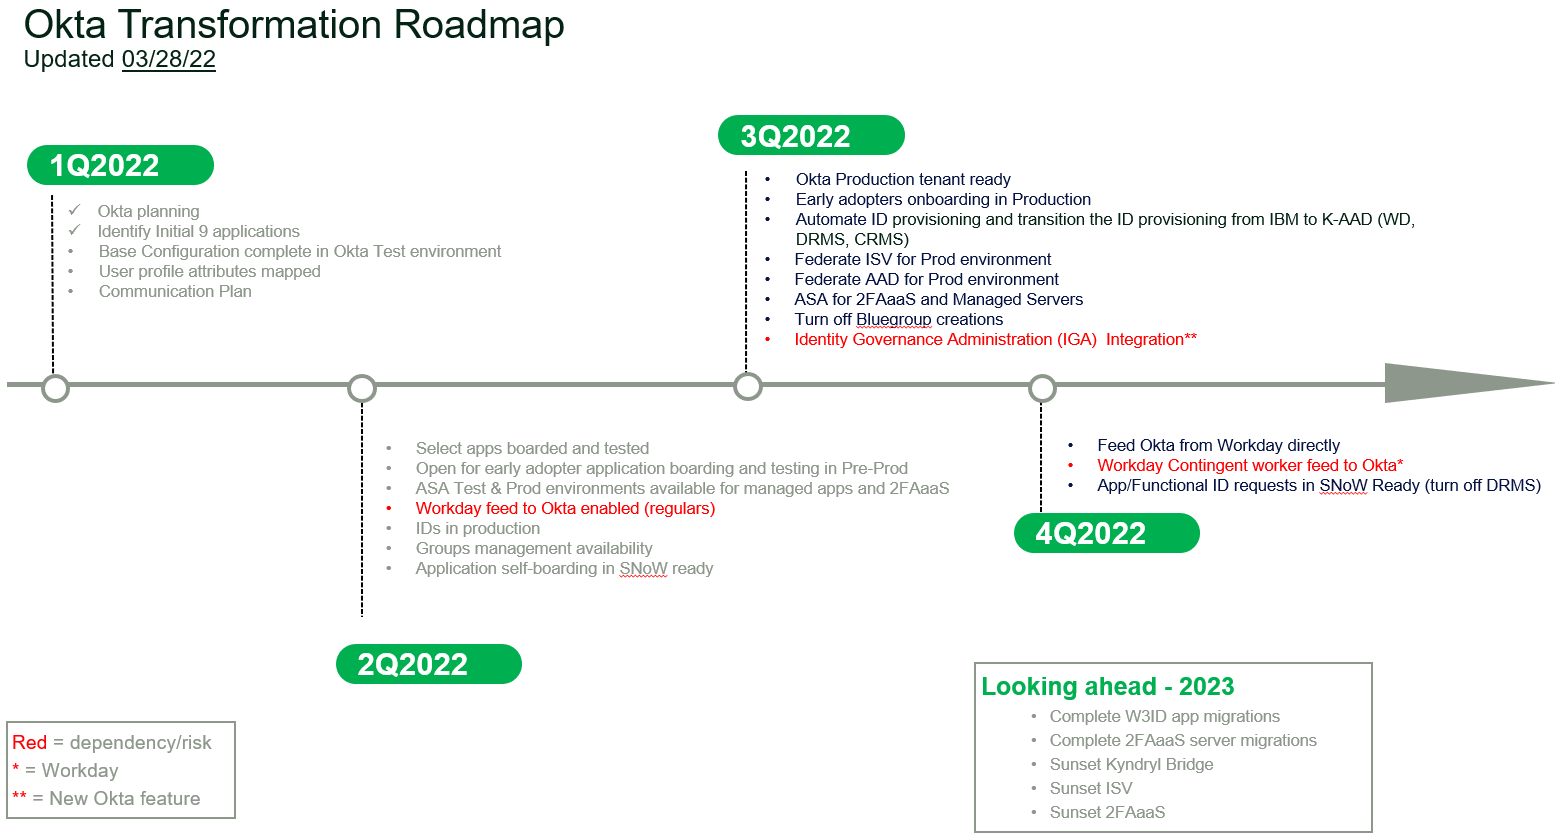 Okta Transformation Roadmap
Updated 03/28/22
1Q2022
✓ Okta planning
✓ Identify Initial 9 applications
• Base Configuration complete in Okta Test environment
• User profile attributes mapped
• Communication Plan
2Q2022
• Select apps boarded and tested
• Open for early adopter application boarding and testing in Pre-Prod
• ASA Test & Prod environments available for managed apps and 2FAaaS
• Workday feed to Okta enabled (regulars)
• IDs in production
• Groups management availability
• Application self-boarding in SNoW ready
3Q2022
• Okta Production tenant ready
• Early adopters onboarding in Production
• Automate ID provisioning and transition the ID provisioning from IBM to K-AAD (WD,
DRMS, CRMS)
• Federate ISV for Prod environment
• Federate AAD for Prod environment
• ASA for 2FAaaS and Managed Servers
• Turn off Bluegroup creations
• Identity Governance Administration (IGA)  Integration**
4Q2022
• Feed Okta from Workday directly
• Workday Contingent worker feed to Okta*
• App/Functional ID requests in SNoW Ready (turn off DRMS)
Looking ahead - 2023
• Complete W3ID app migrations
• Complete 2FAaaS server migrations
• Sunset Kyndryl Bridge
• Sunset ISV
• Sunset 2FAaaS
Red = dependency/risk
* = Workday
** = New Okta feature